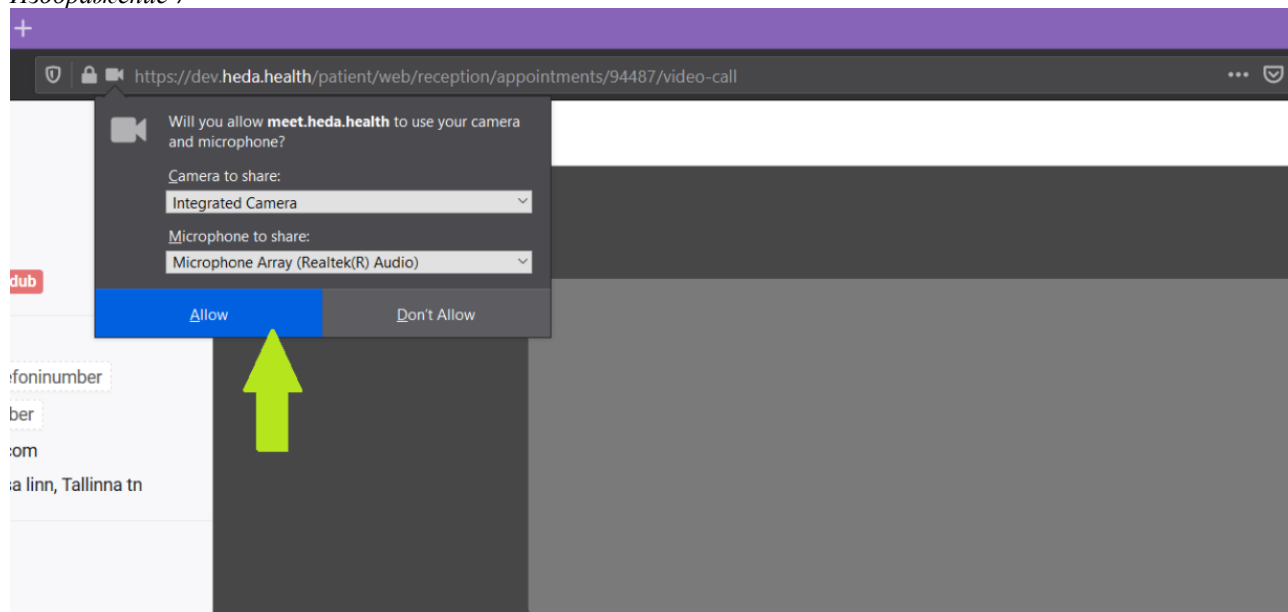 Изображение 7
https://dev.heda.health/patient/web/reception/appointments/94487/video-call
Will you allow meet.heda.health to use your camera
and microphone?
Camera to share:
Integrated Camera
Microphone to share:
Microphone Array (Realtek(R) Audio)
Allow
Don't Allow
dub
efoninumber
ber
com
sa linn, Tallinna tn